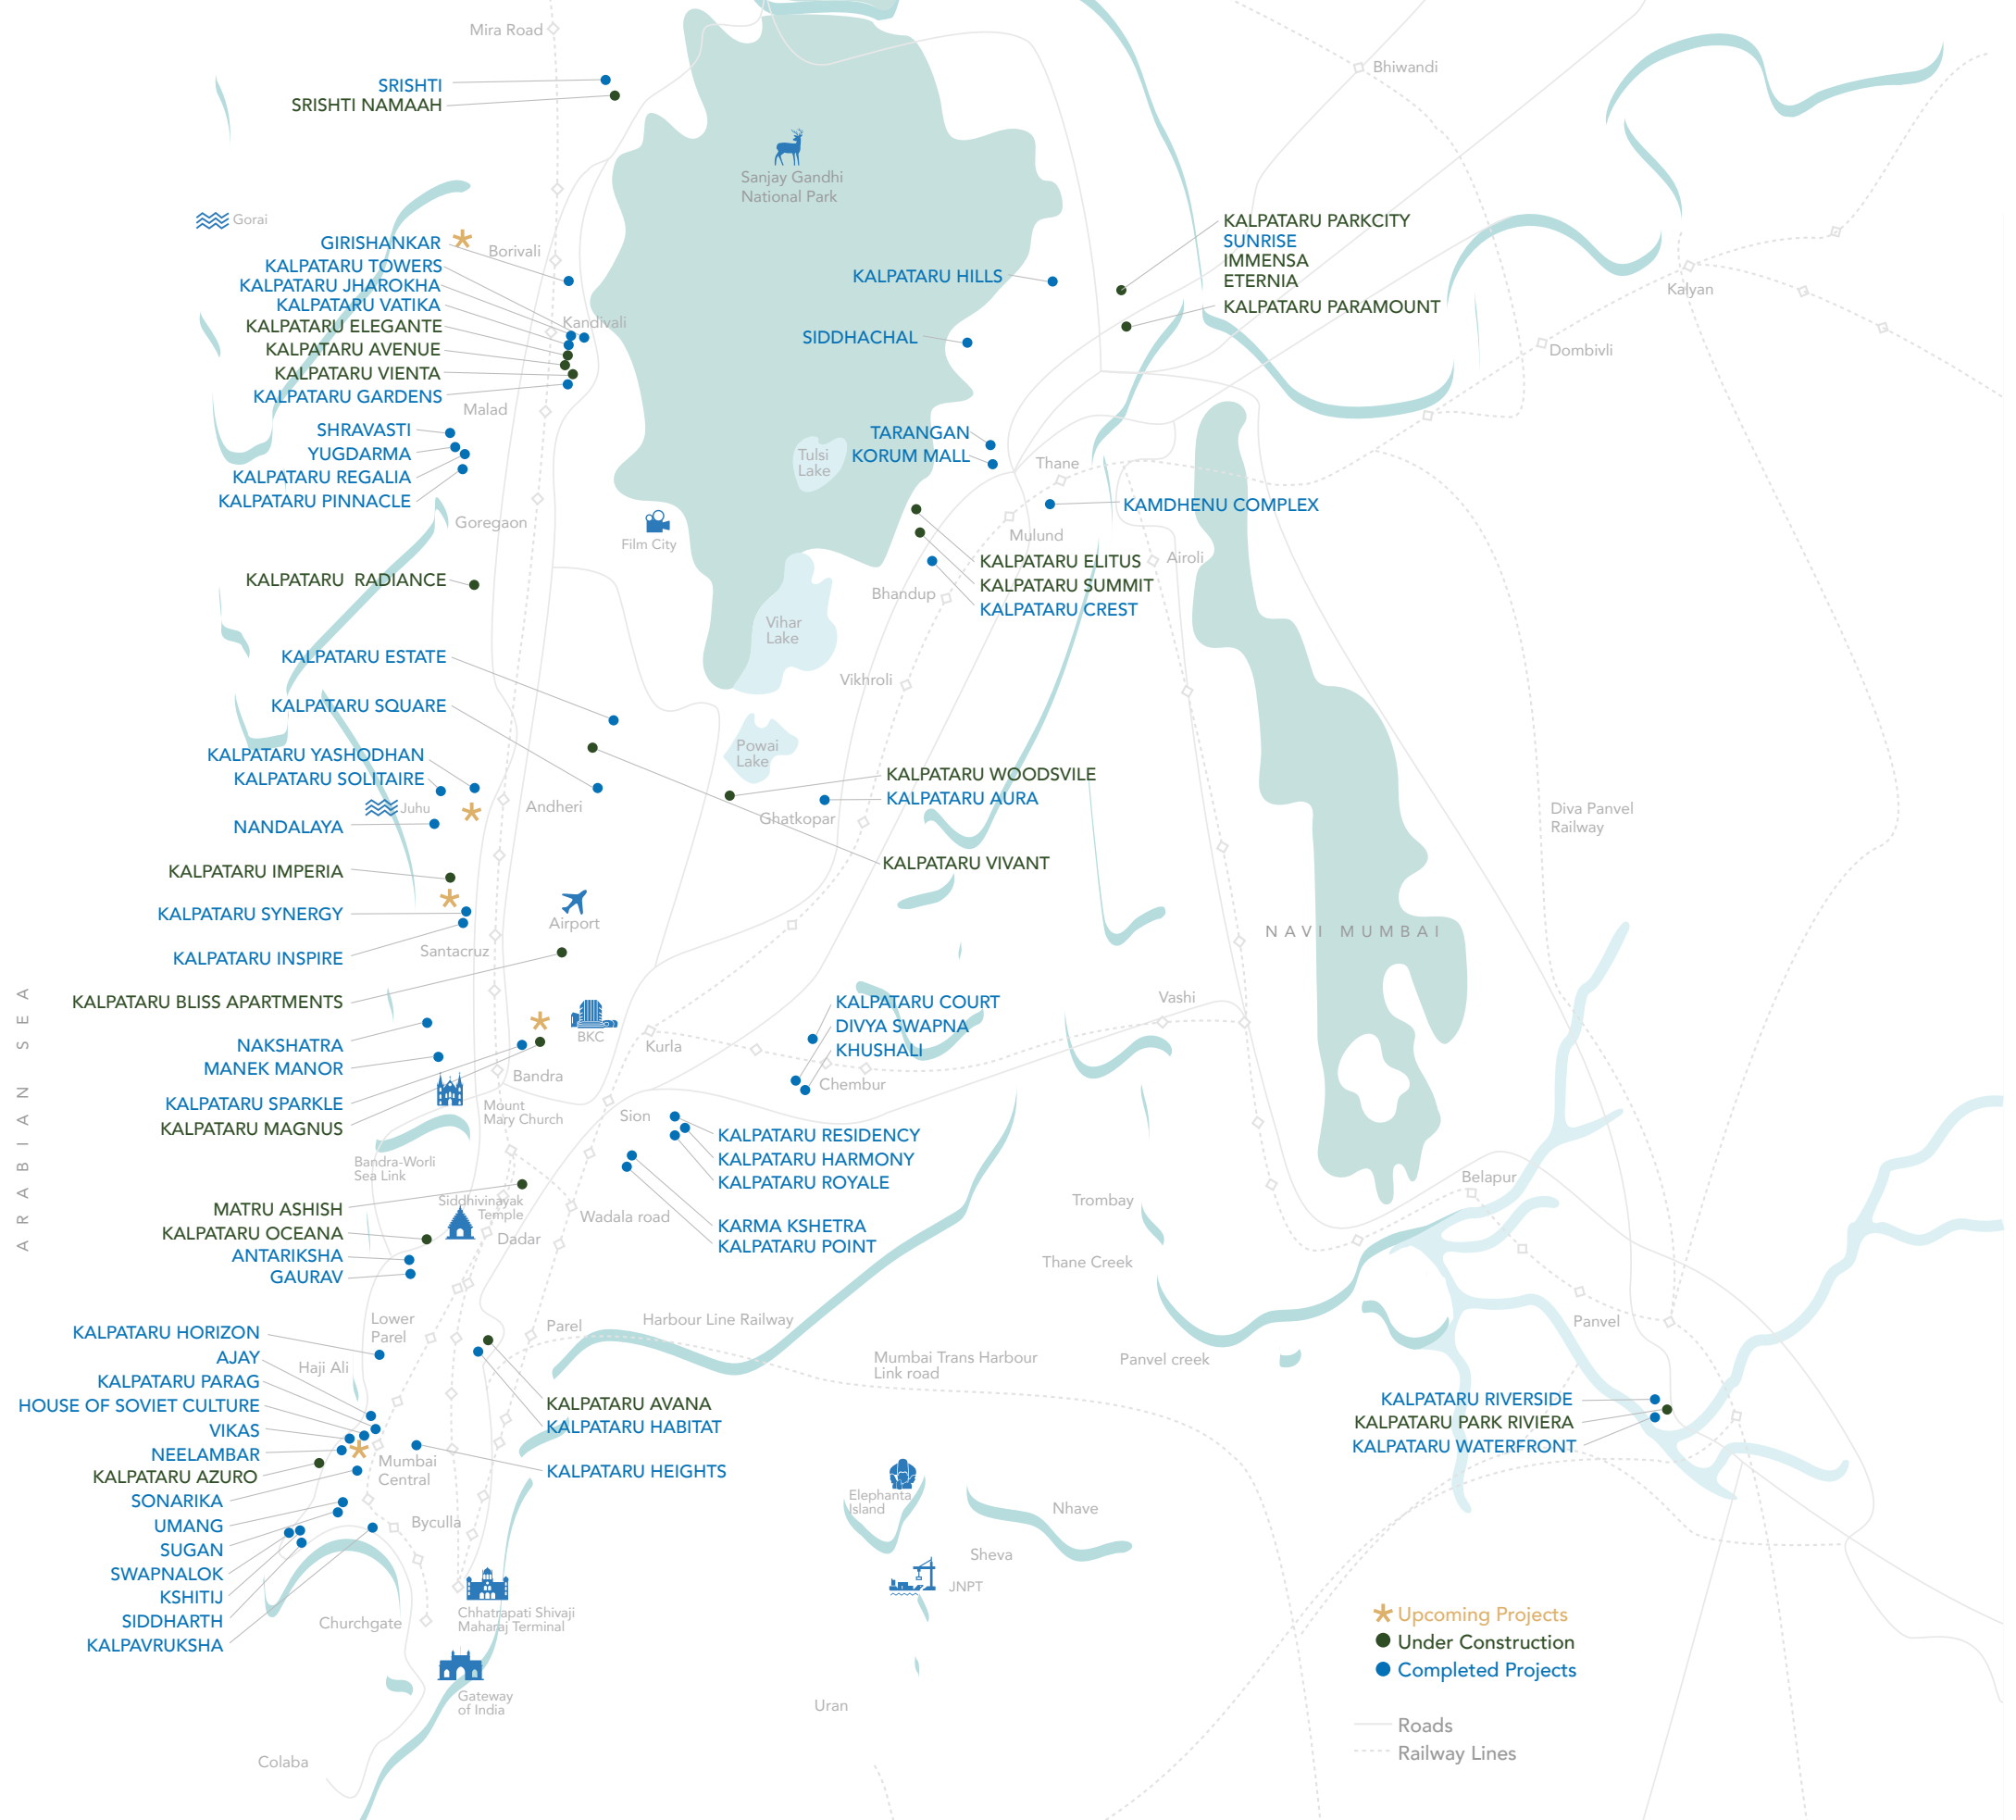 Mira Road
Bhiwandi
SRISHTI
SRISHTI NAMAAH
Sanjay Gandhi
National Park
Gorai
GIRISHANKAR
Borivali
KALPATARU TOWERS
KALPATARU JHAROKHA
KALPATARU VATIKA
KALPATARU ELEGANTE
Kandivali
KALPATARU AVENUE
KALPATARU VIENTA
KALPATARU GARDENS
Malad
KALPATARU HILLS
SIDDHACHAL
KALPATARU PARKCITY
SUNRISE
IMMENSA
ETERNIA
KALPATARU PARAMOUNT
Kalyan
Dombivli
SHRAVASTI
YUGDARMA
KALPATARU REGALIA
KALPATARU PINNACLE
Goregaon
Tulsi
Lake
TARANGAN
KORUM MALL
Thane
KAMDHENU COMPLEX
Film City
Mulund
Airoli
KALPATARU ELITUS
KALPATARU SUMMIT
KALPATARU CREST
Bhandup
KALPATARU  RADIANCE
Vihar
Lake
KALPATARU ESTATE
Vikhroli
KALPATARU SQUARE
Powai
Lake
KALPATARU YASHODHAN
KALPATARU SOLITAIRE
KALPATARU WOODSVILE
KALPATARU AURA
Juhu
Andheri
Ghatkopar
NANDALAYA
Diva Panvel
Railway
KALPATARU VIVANT
KALPATARU IMPERIA
KALPATARU SYNERGY
Airport
NAVI MUMBAI
Santacruz
KALPATARU INSPIRE
KALPATARU BLISS APARTMENTS
ARABIAN SEA
KALPATARU COURT
DIVYA SWAPNA
KHUSHALI
Vashi
BKC
Kurla
NAKSHATRA
MANEK MANOR
Bandra
Chembur
KALPATARU SPARKLE
KALPATARU MAGNUS
Mount
Mary Church
Sion
KALPATARU RESIDENCY
KALPATARU HARMONY
KALPATARU ROYALE
Bandra-Worli
Sea Link
Belapur
Trombay
MATRU ASHISH
Siddhivinayak
Temple
KALPATARU OCEANA
Wadala road
KARMA KSHETRA
KALPATARU POINT
Dadar
ANTARIKSHA
GAURAV
Thane Creek
Lower
Parel
Parel
Harbour Line Railway
Panvel
KALPATARU HORIZON
AJAY
Haji Ali
Mumbai Trans Harbour
Link road
Panvel creek
KALPATARU PARAG
HOUSE OF SOVIET CULTURE
VIKAS
NEELAMBAR
KALPATARU AZURO
KALPATARU AVANA
KALPATARU HABITAT
KALPATARU RIVERSIDE
KALPATARU PARK RIVIERA
KALPATARU WATERFRONT
Mumbai
Central
KALPATARU HEIGHTS
SONARIKA
UMANG
SUGAN
SWAPNALOK
KSHITIJ
SIDDHARTH
KALPAVRUKSHA
Byculla
Elephanta
Island
Nhave
Sheva
JNPT
Churchgate
Chhatrapati Shivaji
Maharaj Terminal
Gateway
of India
Uran
Colaba
Upcoming Projects
Under Construction
Completed Projects
Roads
Railway Lines